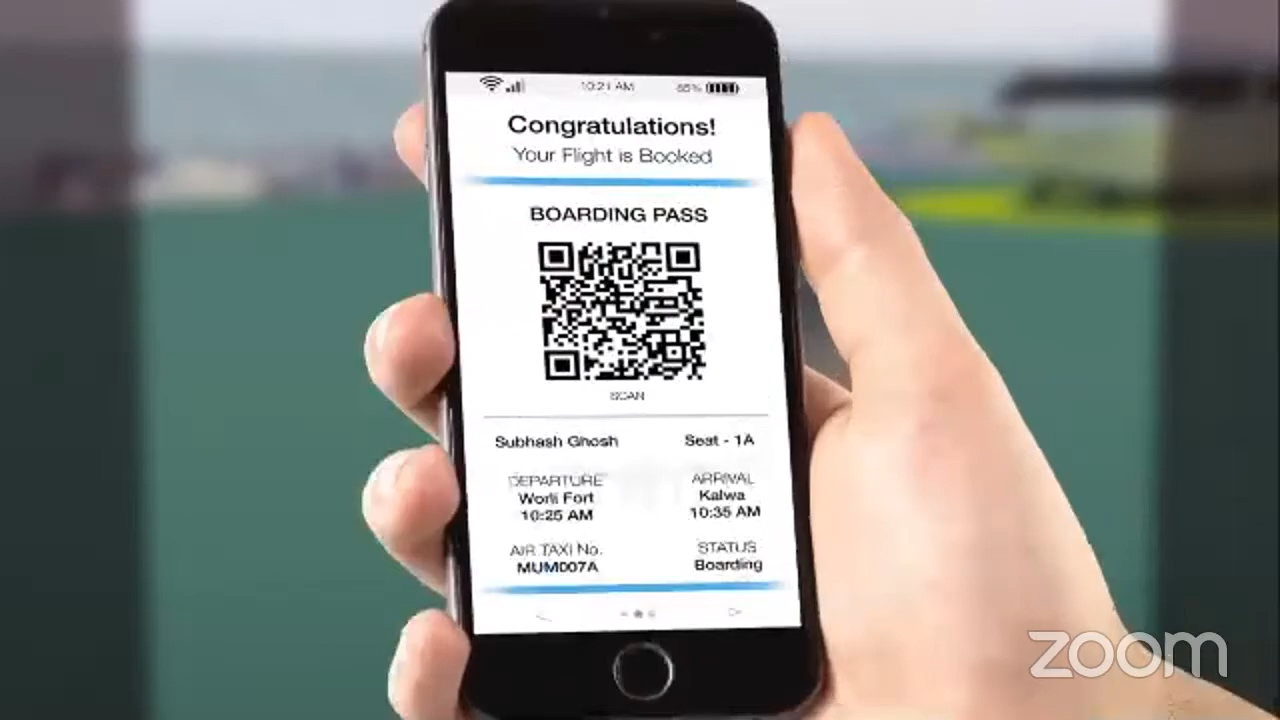 10:21 AM 85%
Congratulations!
Your Flight is Booked
BOARDING PASS
SCAN
Subhash Ghosh Seat - 1A
DEPARTURE ARRIVAL
Worli Fort Kalwa
10:25 AM 10:35 AM
AIR TAXI No. STATUS
MUM007A Boarding
zoom